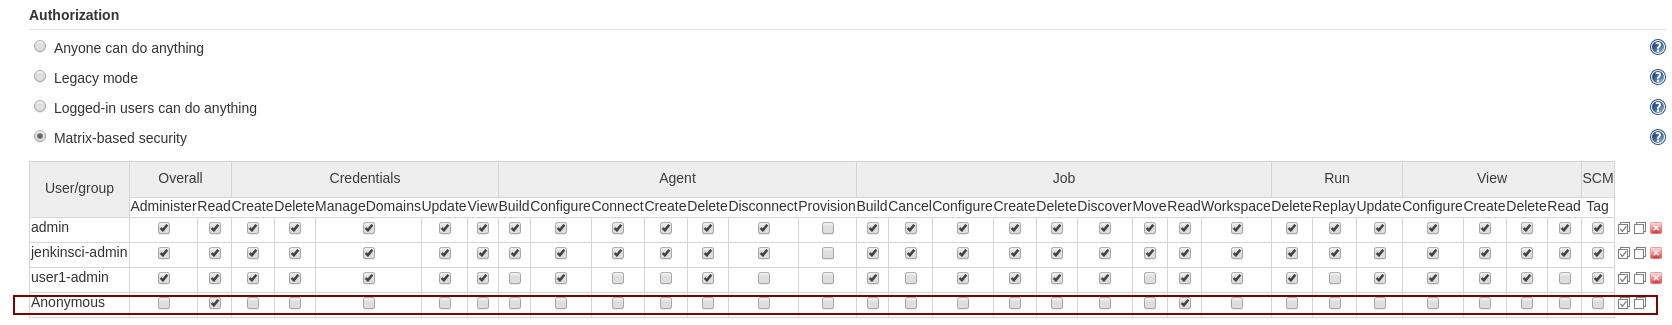 Authorization
Anyone can do anything
Legacy mode
Logged-in users can do anything
Matrix-based security
User/group Overall Credentials Agent Job Run View SCM
Administer Read Create Delete ManageDomains Update View Build Configure Connect Create Delete Disconnect Provision Build Cancel Configure Create Delete Discover Move Read Workspace Delete Replay Update Configure Create Delete Read Tag
admin
jenkinsci-admin
user1-admin
Anonymous